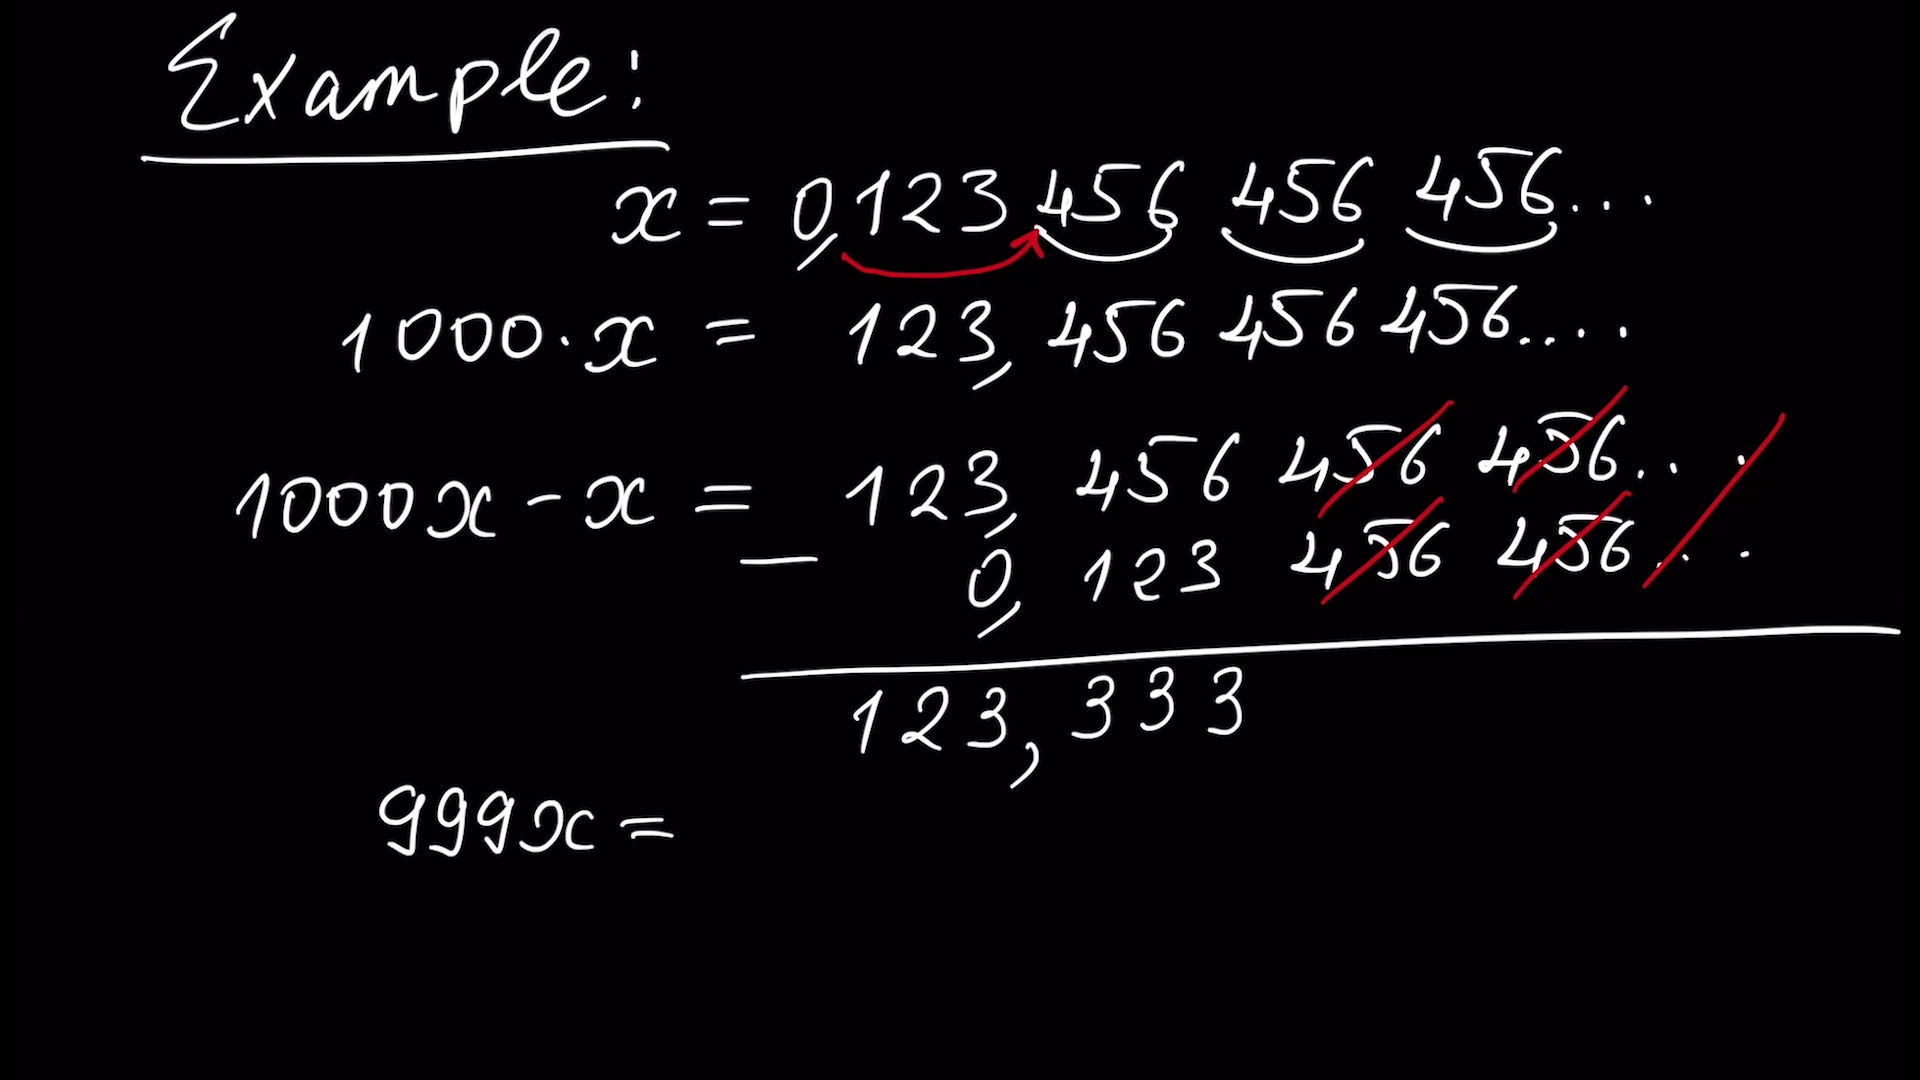 Example:
x = 0,123 456 456 456...
1000·x = 123, 456 456 456....
1000x - x = 123, 456 456 456...
— 0, 123 456 456...
123, 333
999x =